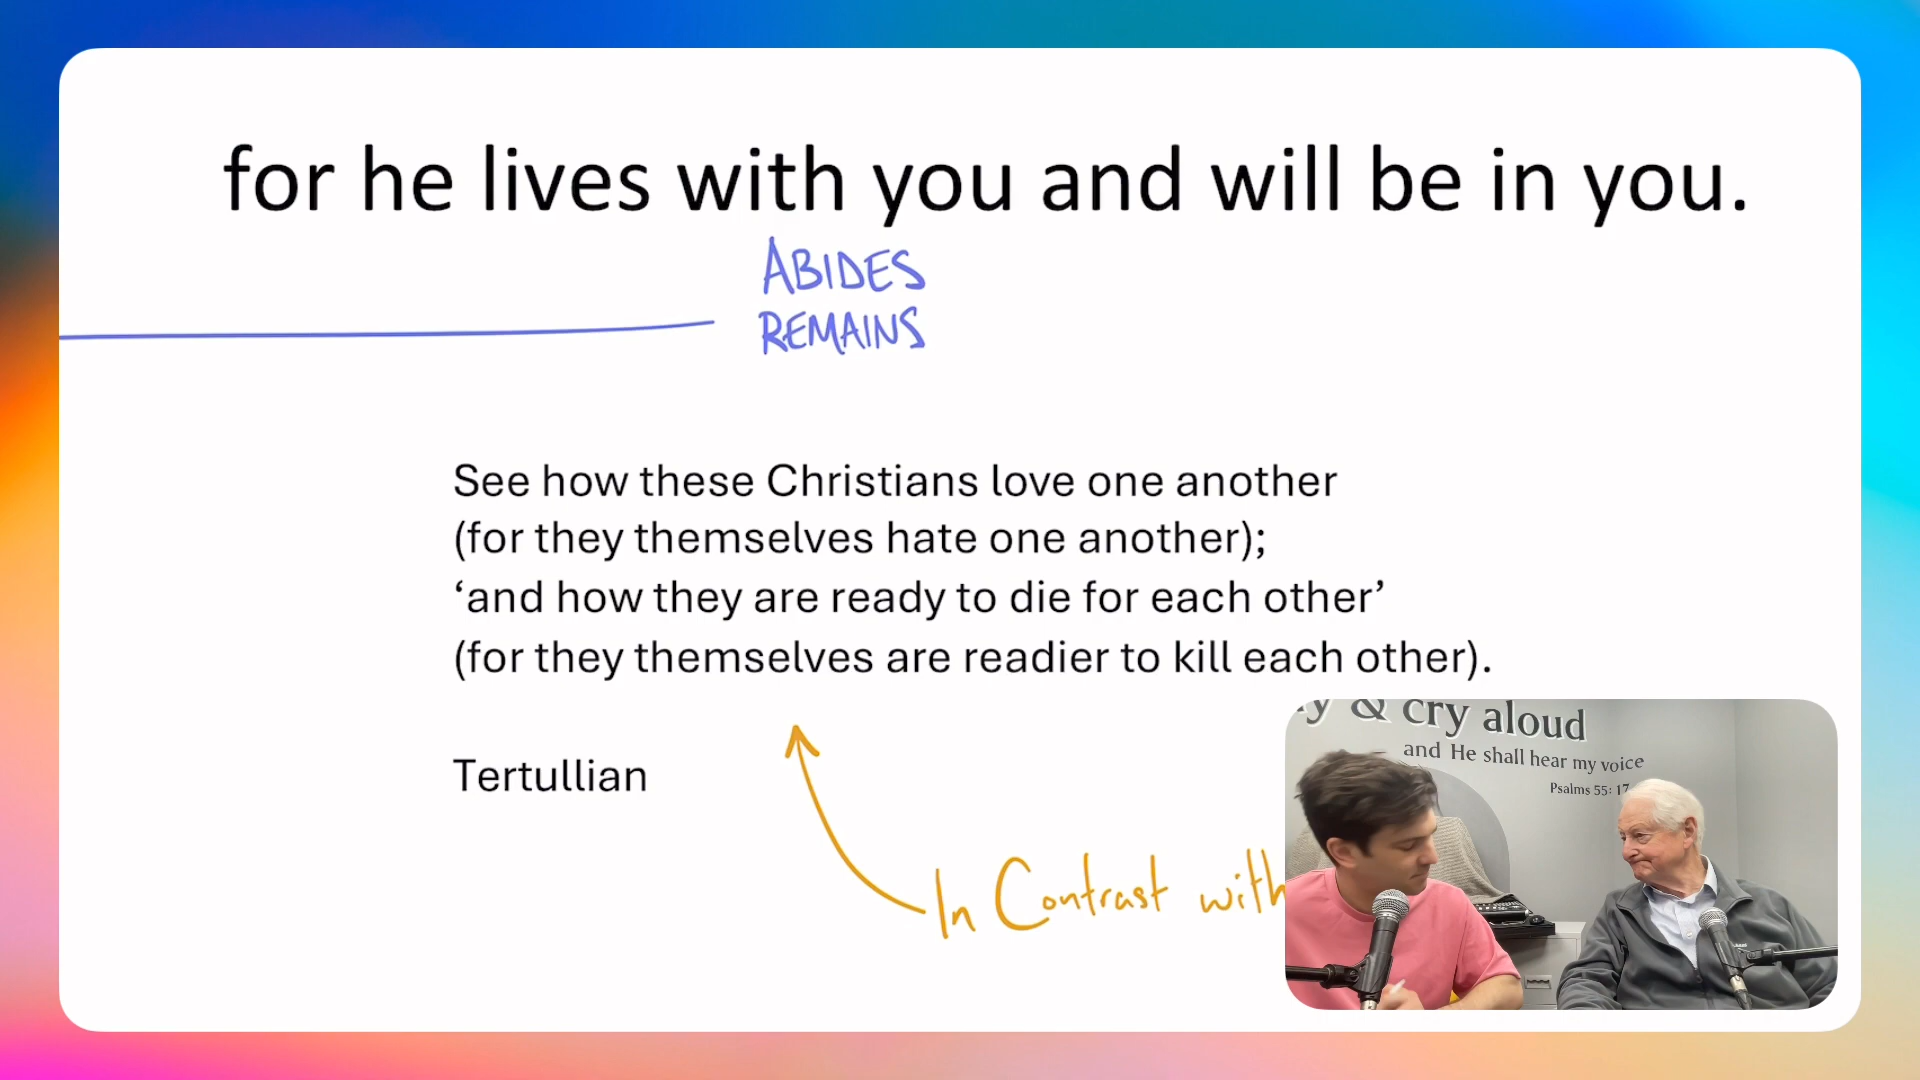 for he lives with you and will be in you.
ABIDES
REMAINS
See how these Christians love one another
(for they themselves hate one another);
‘and how they are ready to die for each other’
(for they themselves are readier to kill each other).
Tertullian
In Contrast with
& cry aloud
and He shall hear my voice
Psalms 55: 17